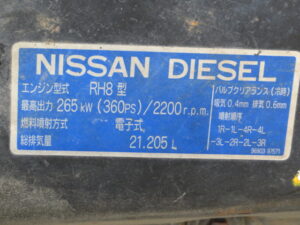 NISSAN DIESEL
エンジン型式 RH8 型
最高出力 265 kW (360PS)/2200 r.p.m.
燃料噴射方式 電子式
総排気量 21.205 L
バルブクリアランス(冷時)
吸気 0.4mm 排気 0.6mm
噴射順序
1R-1L-4R-4L
-3L-2R-2L-3R